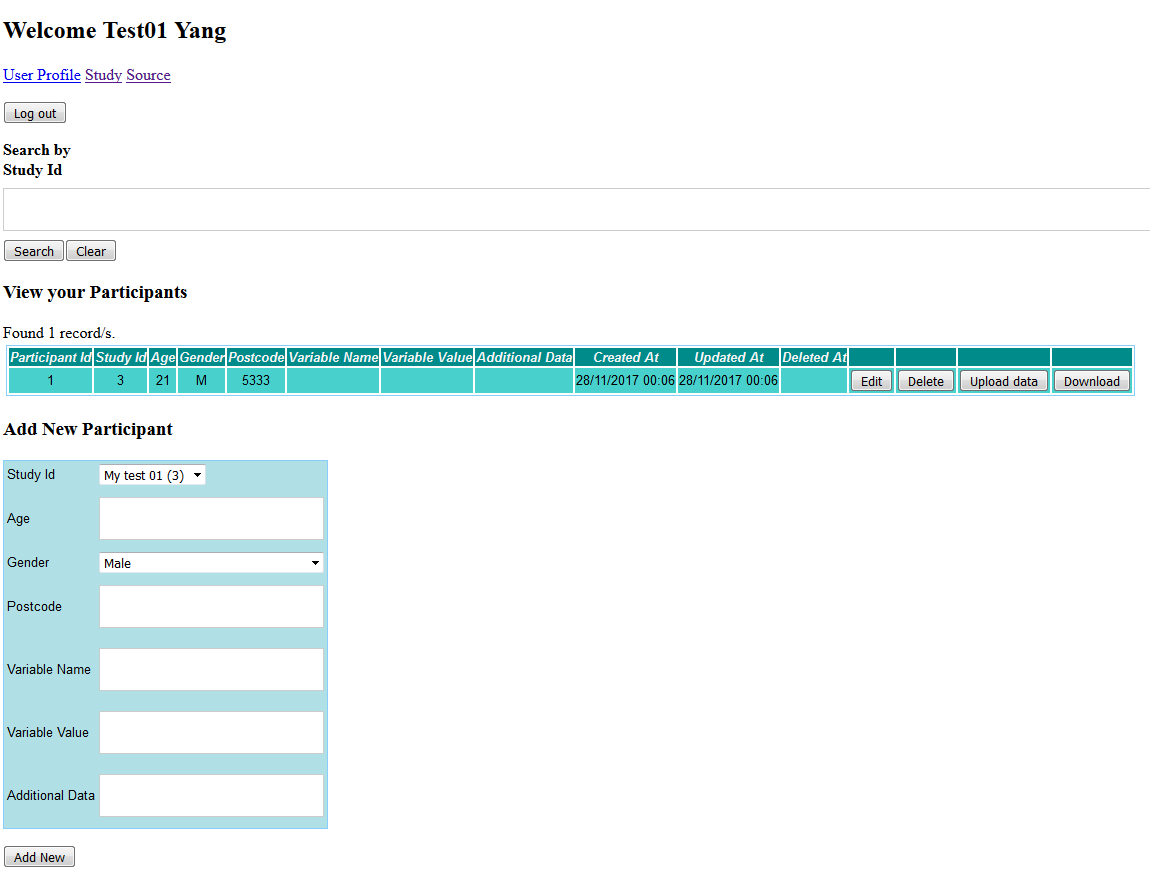 Welcome Test01 Yang
User Profile Study Source
Log out
Search by
Study Id
Search Clear
View your Participants
Found 1 record/s.
Participant Id Study Id Age Gender Postcode Variable Name Variable Value Additional Data Created At Updated At Deleted At
1 3 21 M 5333 28/11/2017 00:06 28/11/2017 00:06 Edit Delete Upload data Download
Add New Participant
Study Id My test 01 (3)
Age
Gender Male
Postcode
Variable Name
Variable Value
Additional Data
Add New